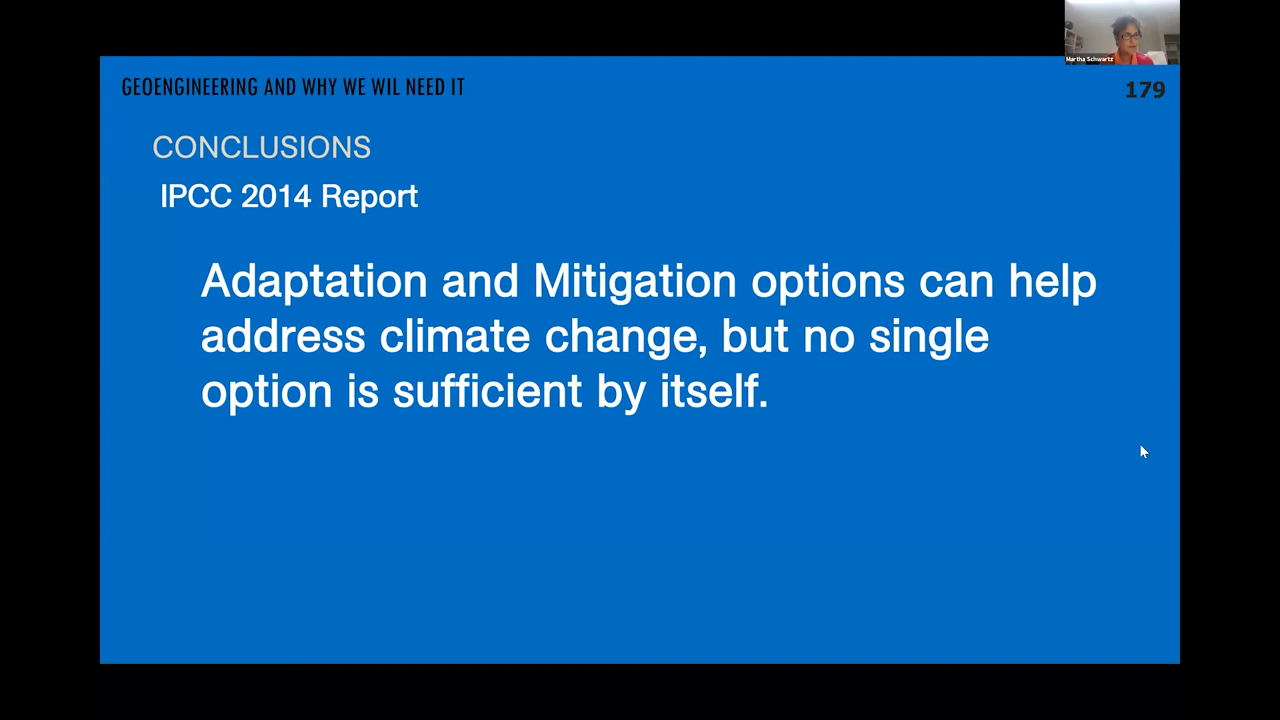 Martha Schwartz
GEOENGINEERING AND WHY WE WIL NEED IT
179
CONCLUSIONS
IPCC 2014 Report
Adaptation and Mitigation options can help
address climate change, but no single
option is sufficient by itself.